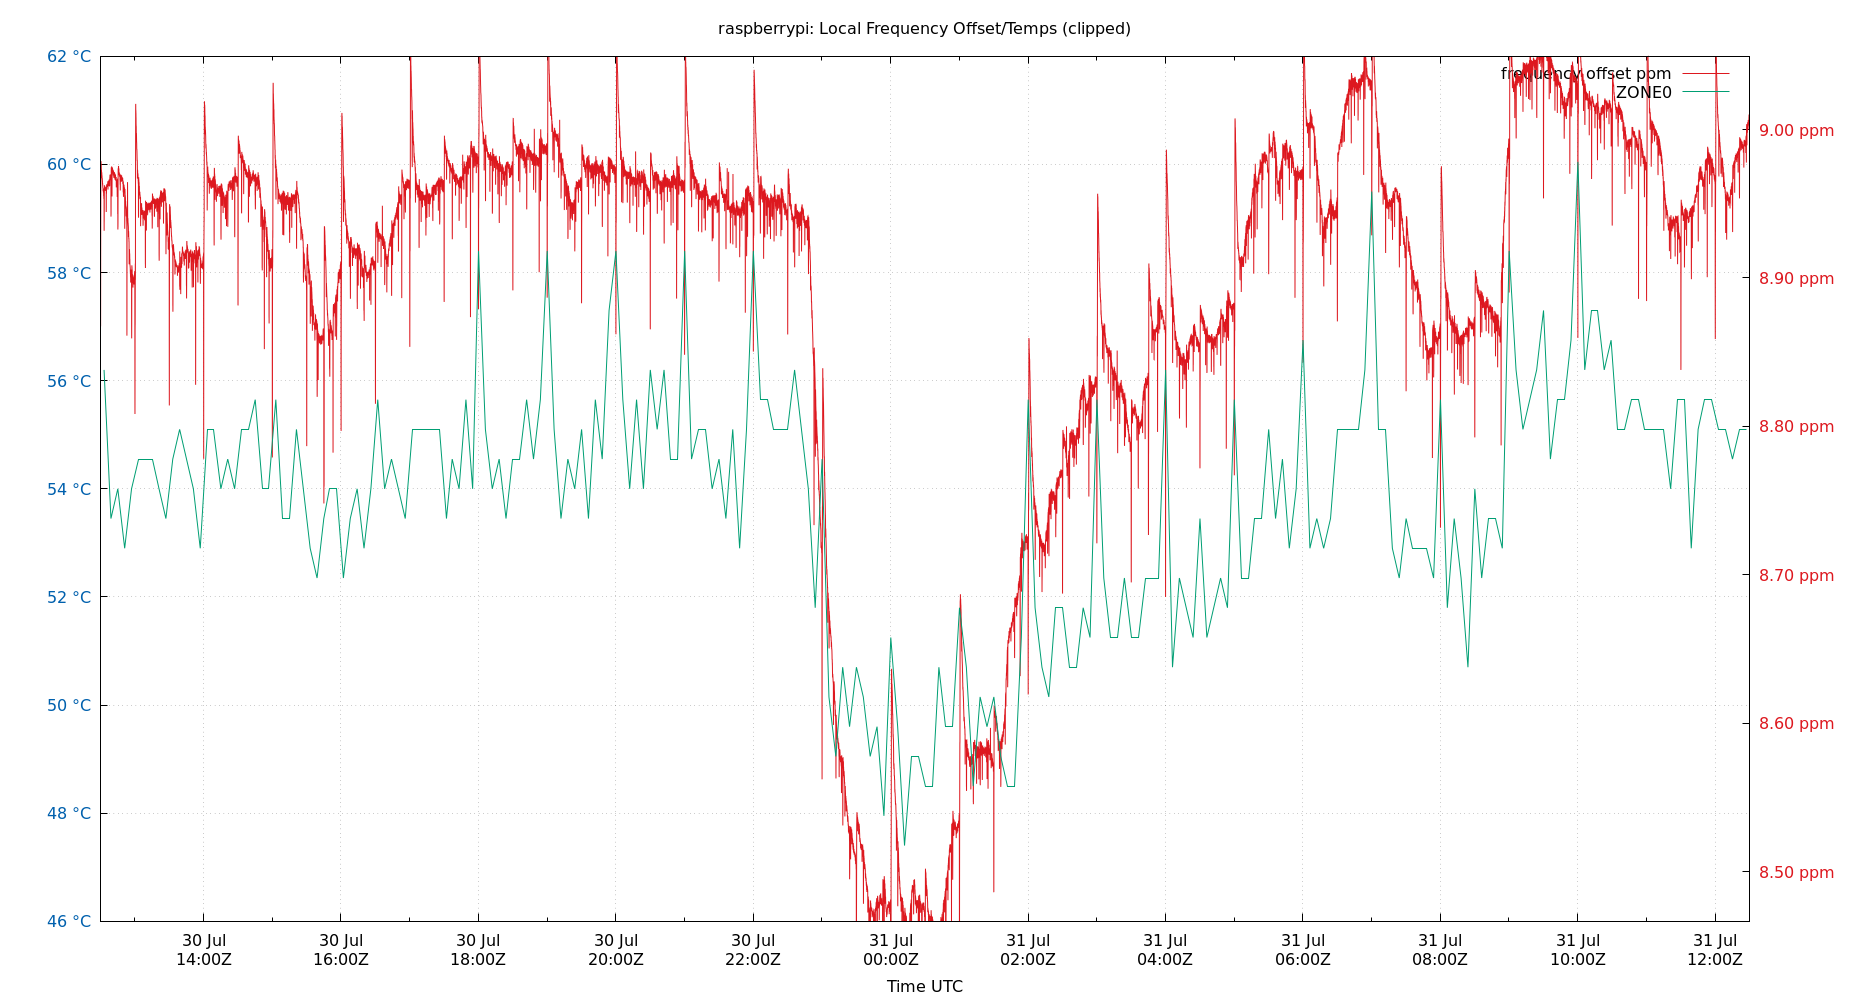 raspberrypi: Local Frequency Offset/Temps (clipped)
62 °C
60 °C
58 °C
56 °C
54 °C
52 °C
50 °C
48 °C
46 °C
frequency offset ppm
ZONE0
9.00 ppm
8.90 ppm
8.80 ppm
8.70 ppm
8.60 ppm
8.50 ppm
30 Jul
14:00Z
30 Jul
16:00Z
30 Jul
18:00Z
30 Jul
20:00Z
30 Jul
22:00Z
31 Jul
00:00Z
31 Jul
02:00Z
31 Jul
04:00Z
31 Jul
06:00Z
31 Jul
08:00Z
31 Jul
10:00Z
31 Jul
12:00Z
Time UTC